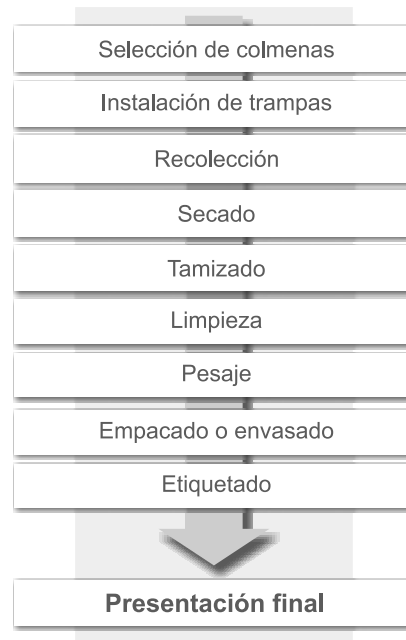 Selección de colmenas
Instalación de trampas
Recolección
Secado
Tamizado
Limpieza
Pesaje
Empacado o envasado
Etiquetado
Presentación final